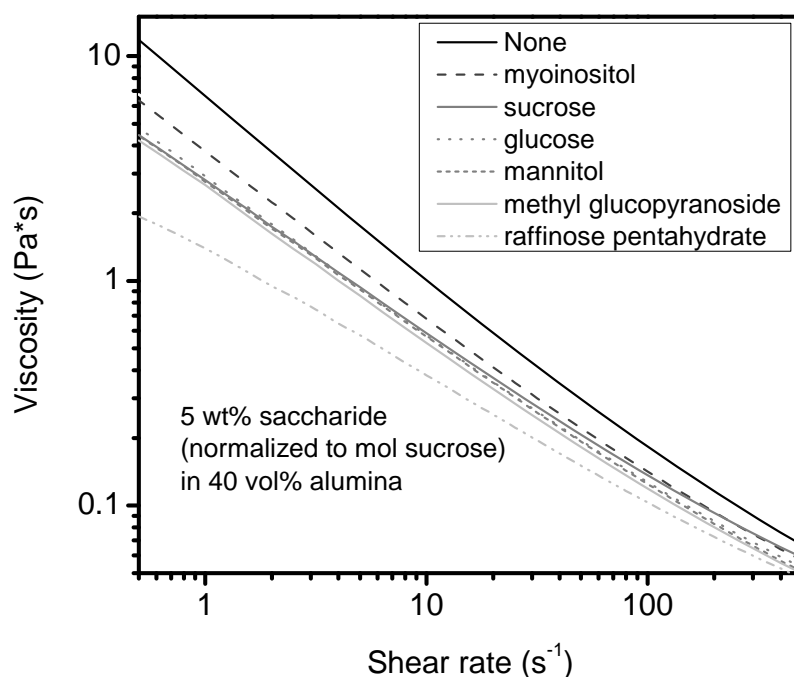 10
1
0.1
Viscosity (Pa*s)
None
myoinositol
sucrose
glucose
mannitol
methyl glucopyranoside
raffinose pentahydrate
5 wt% saccharide
(normalized to mol sucrose)
in 40 vol% alumina
1
10
100
Shear rate (s⁻¹)